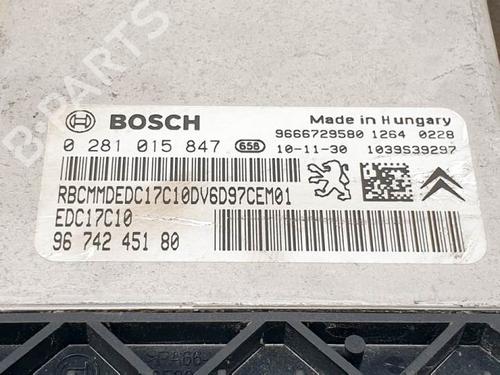 B-PARTS
BOSCH
Made in Hungary
0 281 015 847 658
9666729580 1264 0228
10-11-30 1039S39297
RBCMMDEDC17C10DV6D97CEM01
EDC17C10
96 742 451 80